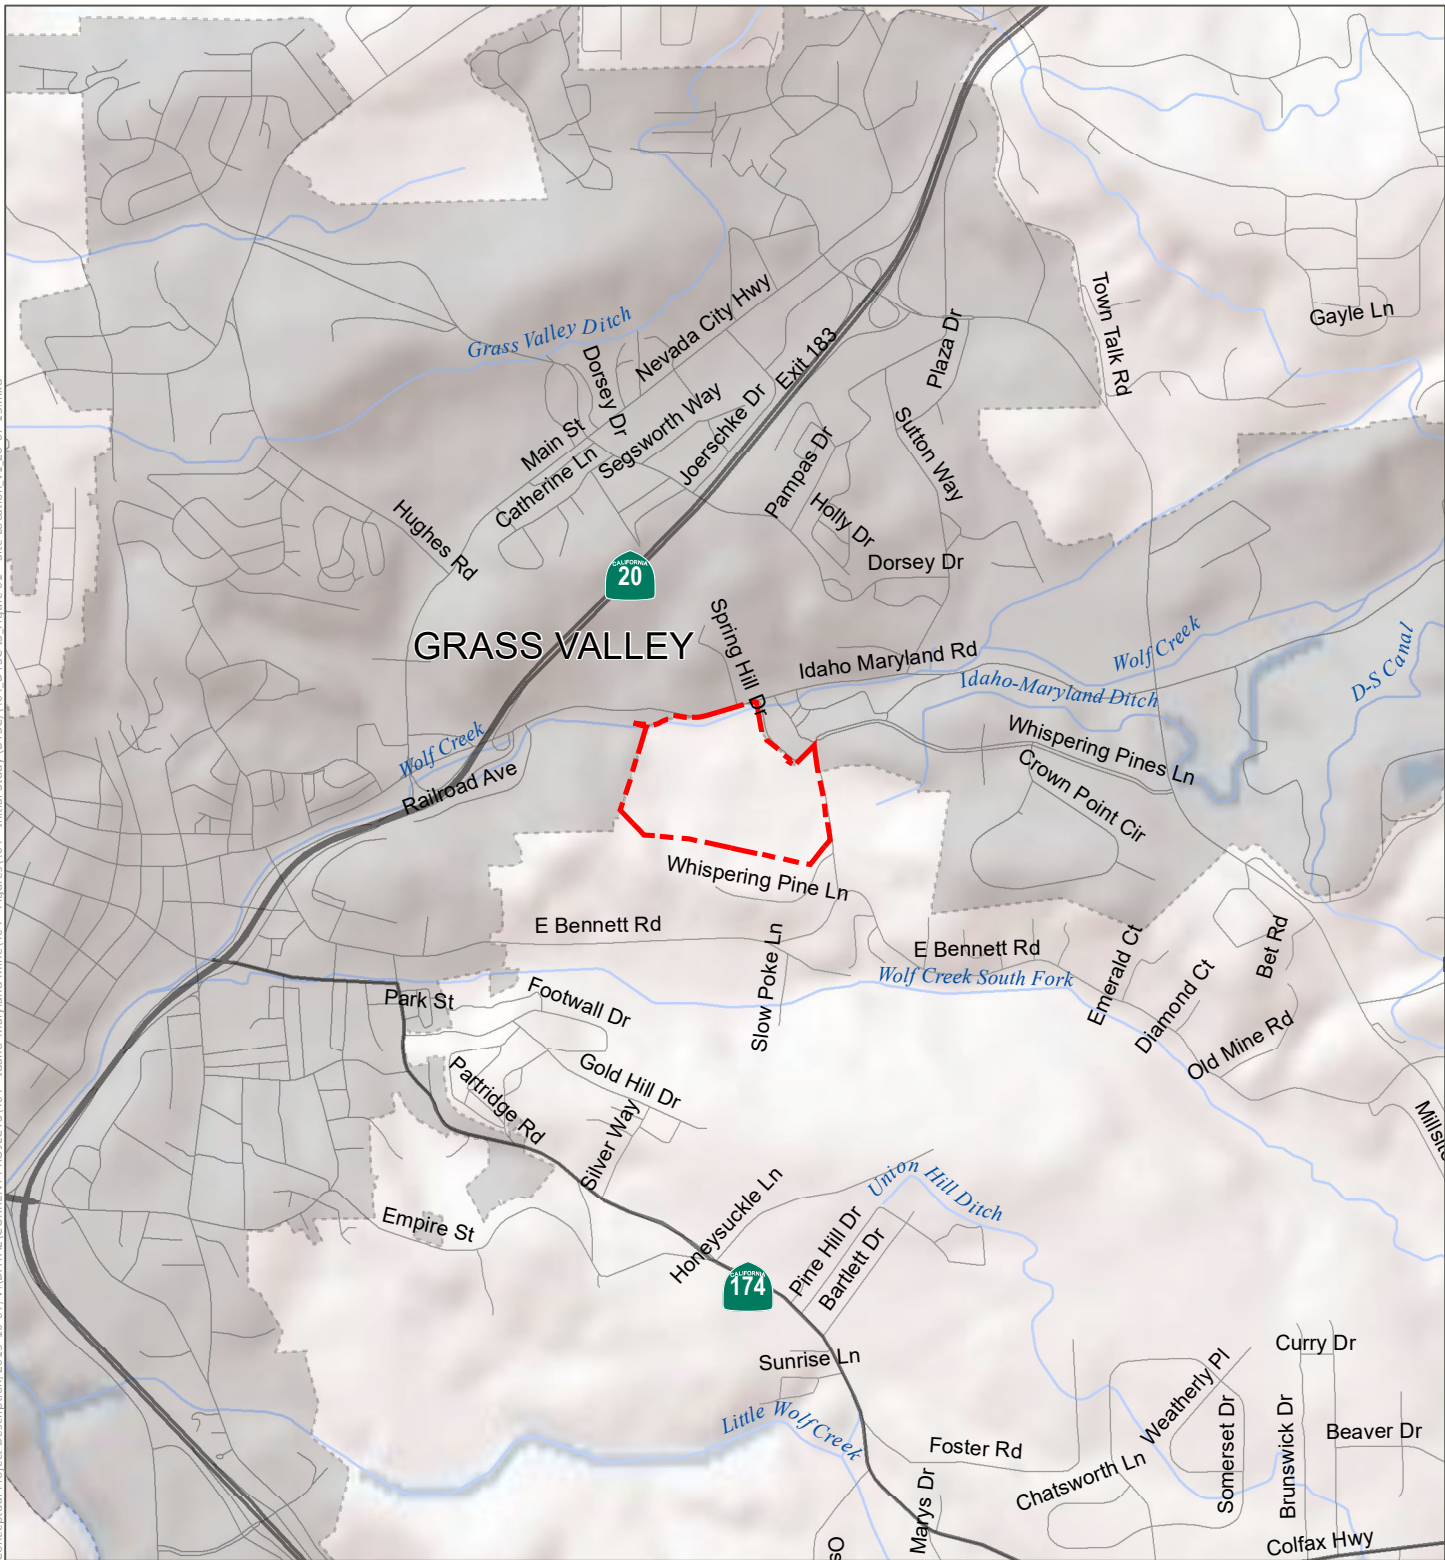 Town Talk Rd
Gayle Ln
Nevada City Hwy
Grass Valley Ditch
Exit 183
Plaza Dr
Dorsey Dr
Segsworth Way
Joerschke Dr
Main St
Catherine Ln
Sutton Way
Pampas Dr
Holly Dr
Hughes Rd
Dorsey Dr
CALIFORNIA
20
GRASS VALLEY
Spring Hill Dr
Idaho Maryland Rd
Wolf Creek
D-S Canal
Idaho-Maryland Ditch
Whispering Pines Ln
Wolf Creek
Railroad Ave
Crown Point Cir
Whispering Pine Ln
E Bennett Rd
E Bennett Rd
Slow Poke Ln
Wolf Creek South Fork
Emerald Ct
Bet Rd
Diamond Ct
Old Mine Rd
Park St
Footwall Dr
Gold Hill Dr
Partridge Rd
Silver Way
Millsite
Union Hill Ditch
Honeysuckle Ln
Empire St
Pine Hill Dr
Bartlett Dr
CALIFORNIA
174
Sunrise Ln
Curry Dr
Weatherly Pl
Little Wolf Creek
Foster Rd
Somerset Dr
Brunswick Dr
Beaver Dr
Chatsworth Ln
Marys Dr
Colfax Hwy